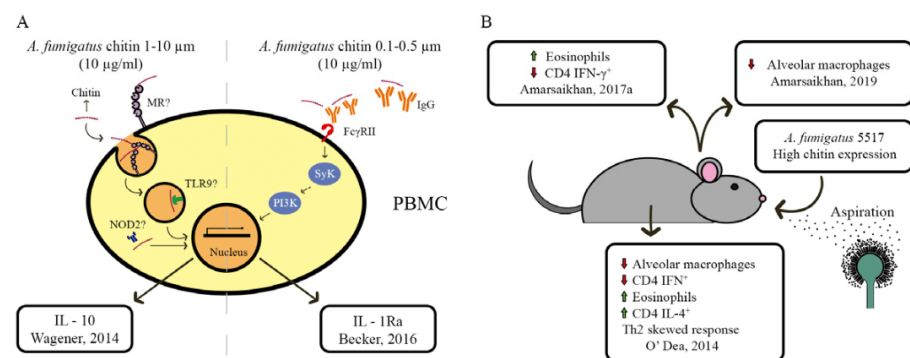 A
A. fumigatus chitin 1-10 µm
(10 µg/ml)
A. fumigatus chitin 0.1-0.5 µm
(10 µg/ml)
Chitin
MR?
IgG
FcγRII
TLR9?
SyK
PI3K
NOD2?
Nucleus
PBMC
IL - 10
Wagener, 2014
IL - 1Ra
Becker, 2016
B
Eosinophils
CD4 IFN-γ+
Amarsaikhan, 2017a
Alveolar macrophages
Amarsaikhan, 2019
A. fumigatus 5517
High chitin expression
Aspiration
Alveolar macrophages
CD4 IFN+
Eosinophils
CD4 IL-4+
Th2 skewed response
O' Dea, 2014